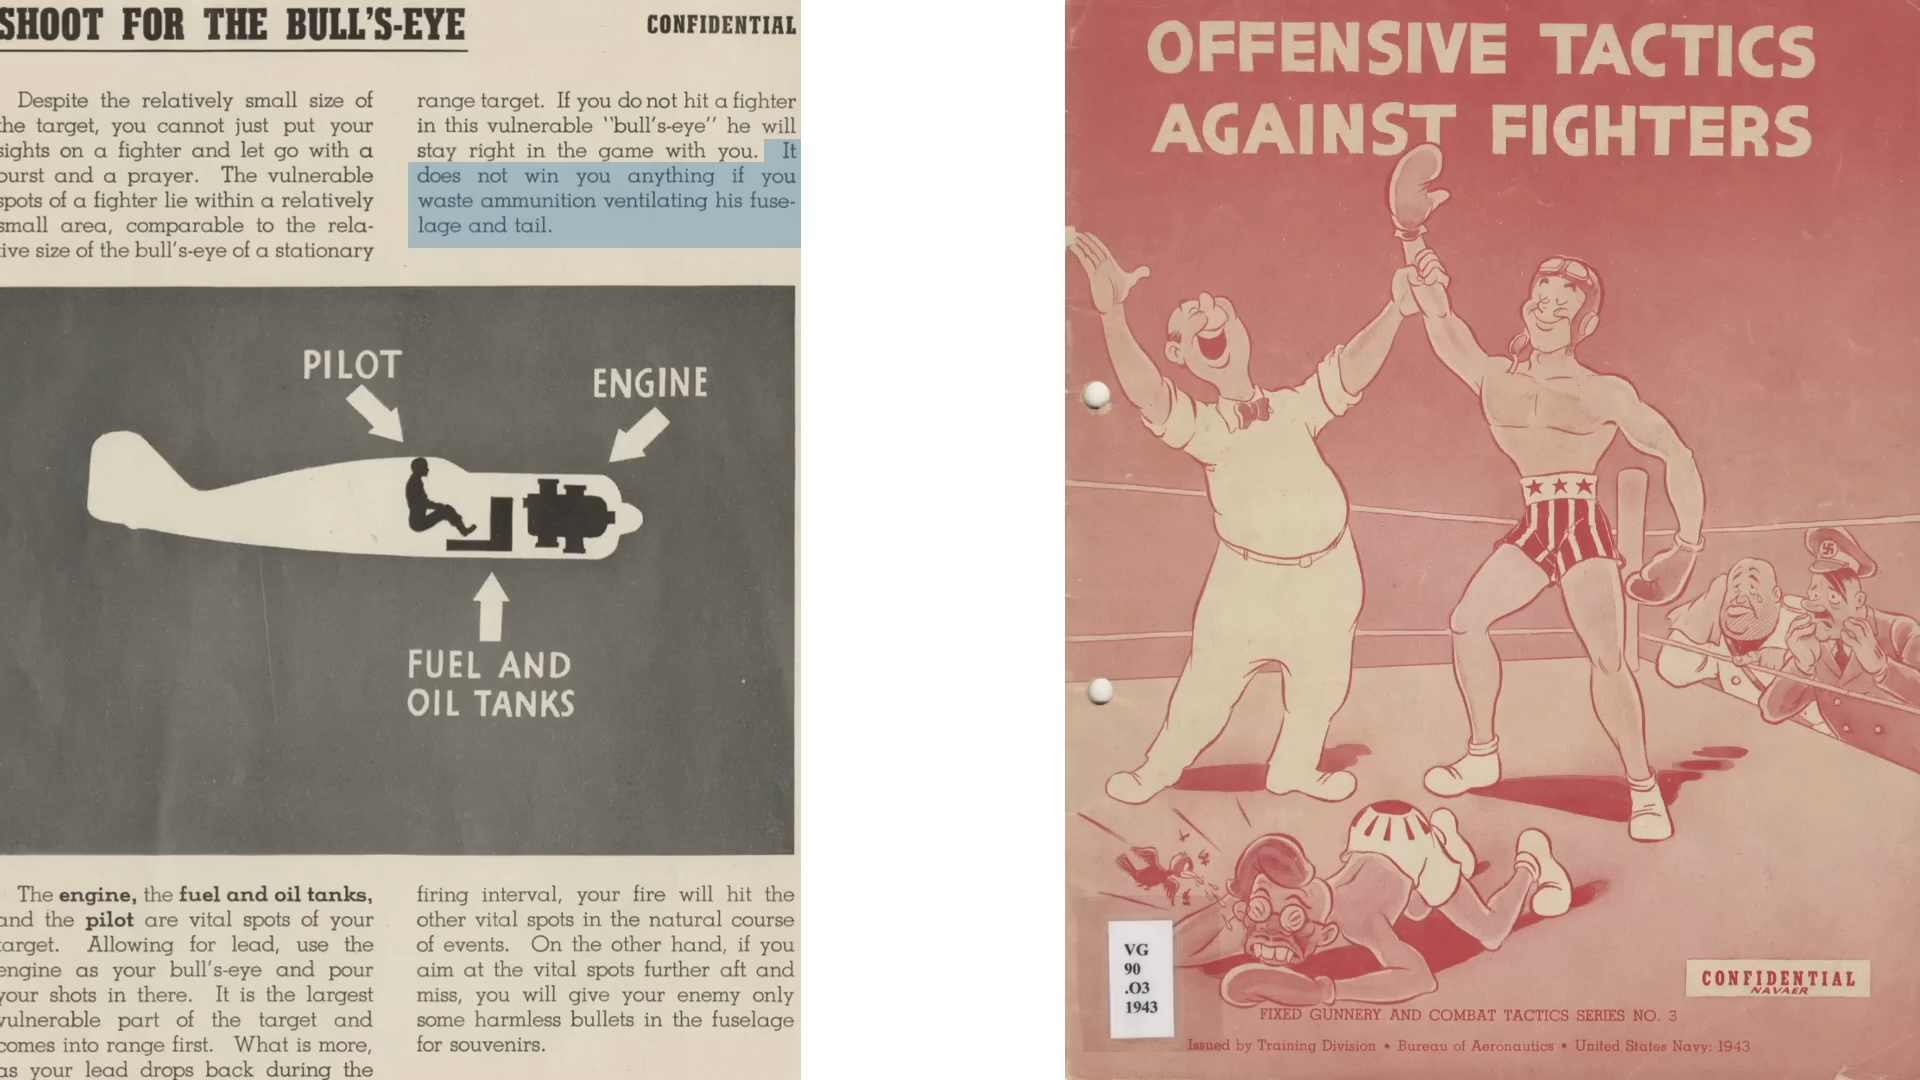 SHOOT FOR THE BULL'S-EYE
CONFIDENTIAL
Despite the relatively small size of
the target, you cannot just put your
sights on a fighter and let go with a
burst and a prayer. The vulnerable
spots of a fighter lie within a relatively
small area, comparable to the rela-
tive size of the bull's-eye of a stationary
range target. If you do not hit a fighter
in this vulnerable "bull's-eye" he will
stay right in the game with you. It
does not win you anything if you
waste ammunition ventilating his fuse-
lage and tail.
PILOT
ENGINE
FUEL AND
OIL TANKS
The engine, the fuel and oil tanks,
and the pilot are vital spots of your
target. Allowing for lead, use the
engine as your bull's-eye and pour
your shots in there. It is the largest
vulnerable part of the target and
comes into range first. What is more,
as your lead drops back during the
firing interval, your fire will hit the
other vital spots in the natural course
of events. On the other hand, if you
aim at the vital spots further aft and
miss, you will give your enemy only
some harmless bullets in the fuselage
for souvenirs.
OFFENSIVE TACTICS
AGAINST FIGHTERS
VG
90
.O3
1943
CONFIDENTIAL
NAVAER
FIXED GUNNERY AND COMBAT TACTICS SERIES NO. 3
Issued by Training Division • Bureau of Aeronautics • United States Navy: 1943